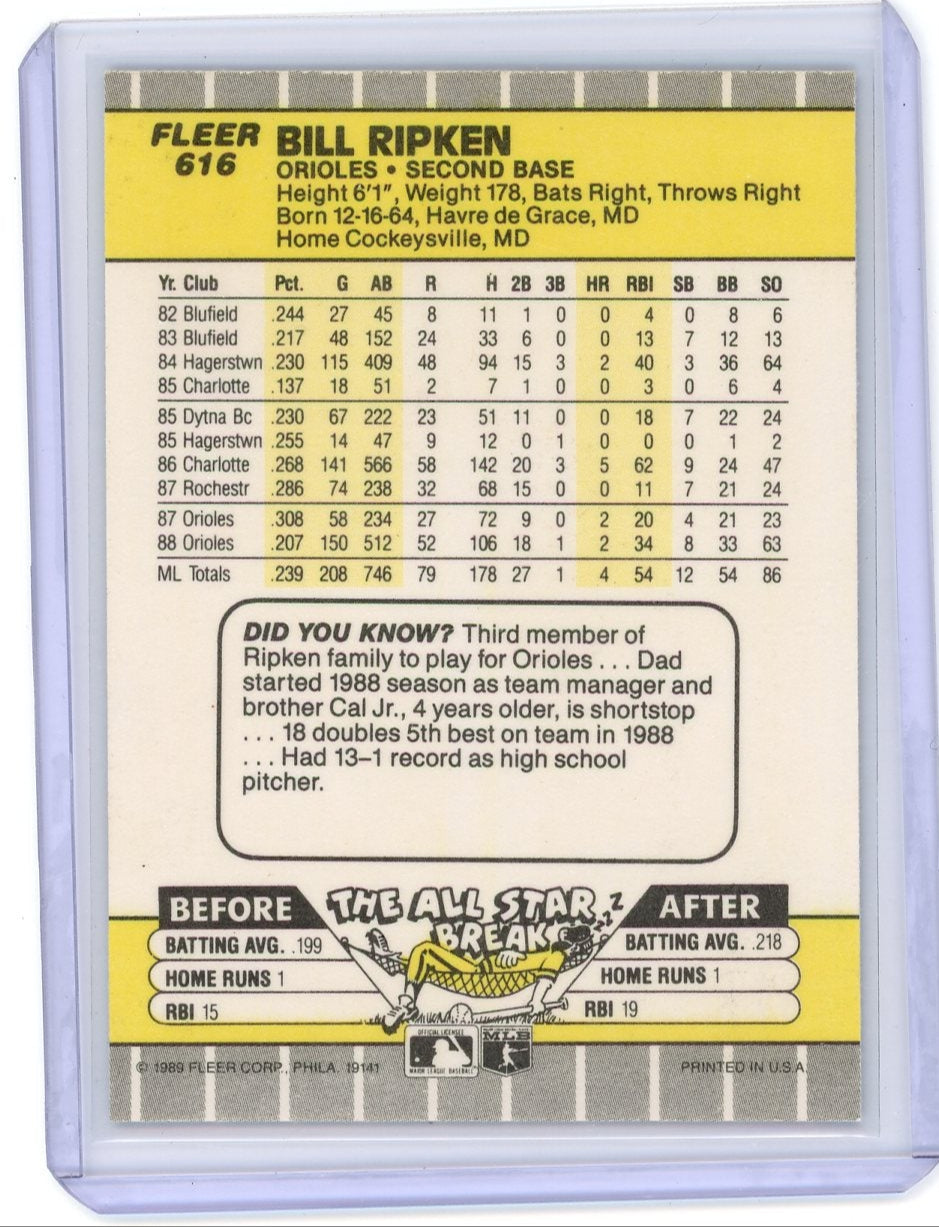 FLEER
616
BILL RIPKEN
ORIOLES • SECOND BASE
Height 6'1", Weight 178, Bats Right, Throws Right
Born 12-16-64, Havre de Grace, MD
Home Cockeysville, MD
Yr. Club Pct. G AB R H 2B 3B HR RBI SB BB SO
82 Blufield .244 27 45 8 11 1 0 0 4 0 8 6
83 Blufield .217 48 152 24 33 6 0 0 13 7 12 13
84 Hagerstwn .230 115 409 48 94 15 3 2 40 3 36 64
85 Charlotte .137 18 51 2 7 1 0 0 3 0 6 4
85 Dytna Bc .230 67 222 23 51 11 0 0 18 7 22 24
85 Hagerstwn .255 14 47 9 12 0 1 0 0 0 1 2
86 Charlotte .268 141 566 58 142 20 3 5 62 9 24 47
87 Rochestr .286 74 238 32 68 15 0 0 11 7 21 24
87 Orioles .308 58 234 27 72 9 0 2 20 4 21 23
88 Orioles .207 150 512 52 106 18 1 2 34 8 33 63
ML Totals .239 208 746 79 178 27 1 4 54 12 54 86
DID YOU KNOW? Third member of
Ripken family to play for Orioles . . . Dad
started 1988 season as team manager and
brother Cal Jr., 4 years older, is shortstop
. . . 18 doubles 5th best on team in 1988
. . . Had 13–1 record as high school
pitcher.
THE ALL STAR
BREAK
ZZZ
BEFORE
BATTING AVG. .199
HOME RUNS 1
RBI 15
AFTER
BATTING AVG. .218
HOME RUNS 1
RBI 19
OFFICIAL LICENSEE
MAJOR LEAGUE BASEBALL
MLB
© 1989 FLEER CORP., PHILA. 19141
PRINTED IN U.S.A.